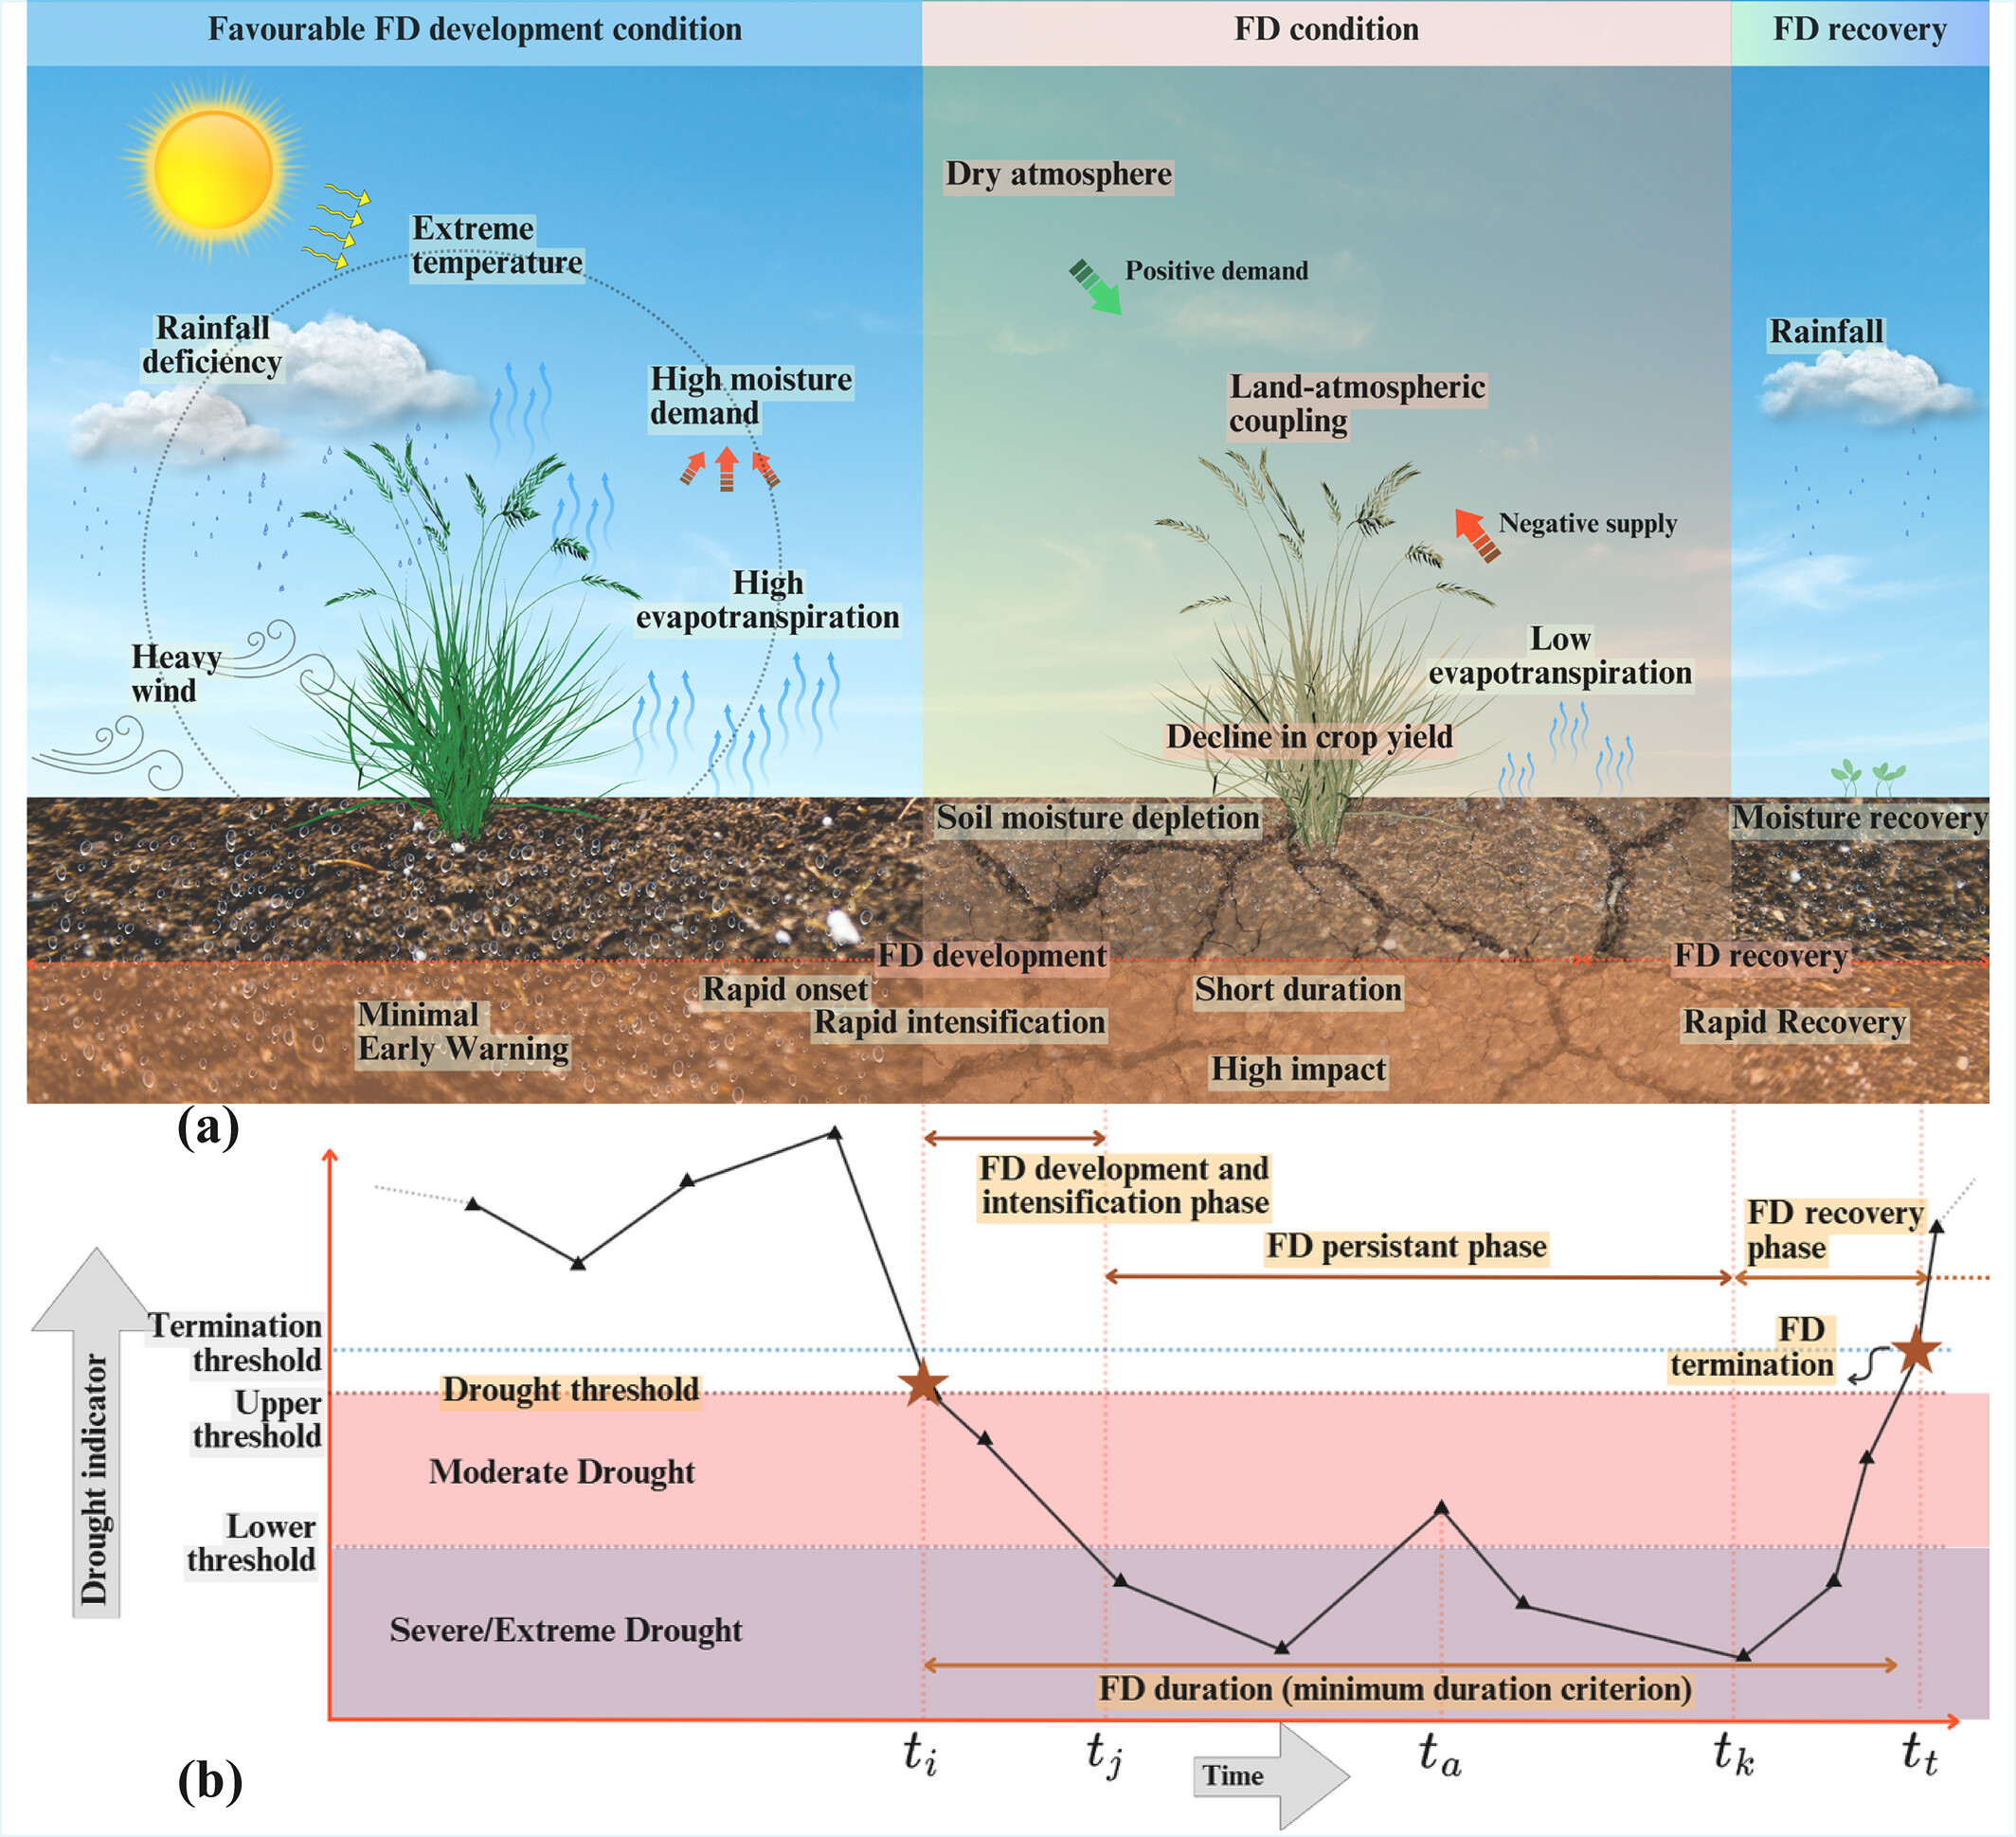 Favourable FD development condition
FD condition
FD recovery
Dry atmosphere
Extreme
temperature
Positive demand
Rainfall
deficiency
Rainfall
High moisture
demand
Land-atmospheric
coupling
Negative supply
High
evapotranspiration
Low
evapotranspiration
Heavy
wind
Decline in crop yield
Soil moisture depletion
Moisture recovery
FD development
FD recovery
Rapid onset
Short duration
Minimal
Early Warning
Rapid intensification
Rapid Recovery
High impact
(a)
FD development and
intensification phase
FD persistant phase
FD recovery
phase
Termination
threshold
FD
termination
Drought threshold
Upper
threshold
Moderate Drought
Lower
threshold
Drought indicator
Severe/Extreme Drought
FD duration (minimum duration criterion)
t_i
t_j
t_a
t_k
t_t
Time
(b)